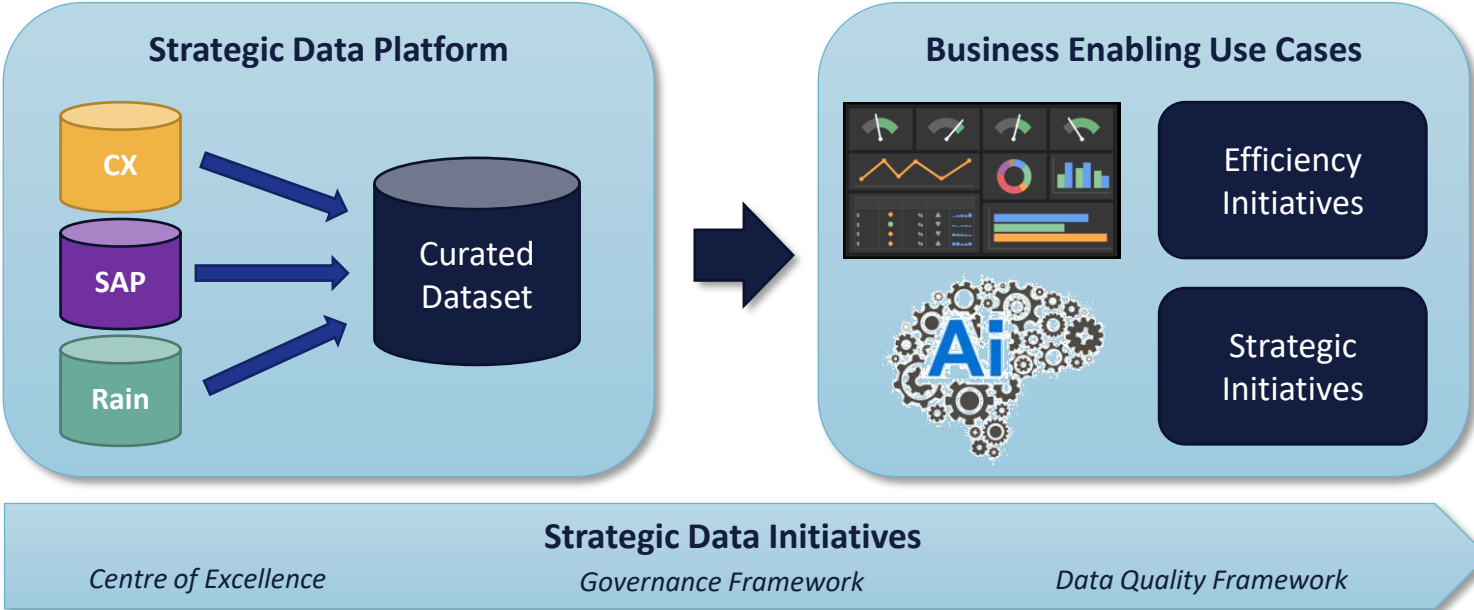 Strategic Data Platform
CX
SAP
Rain
Curated
Dataset
Business Enabling Use Cases
Efficiency
Initiatives
Ai
Strategic
Initiatives
Strategic Data Initiatives
Centre of Excellence
Governance Framework
Data Quality Framework